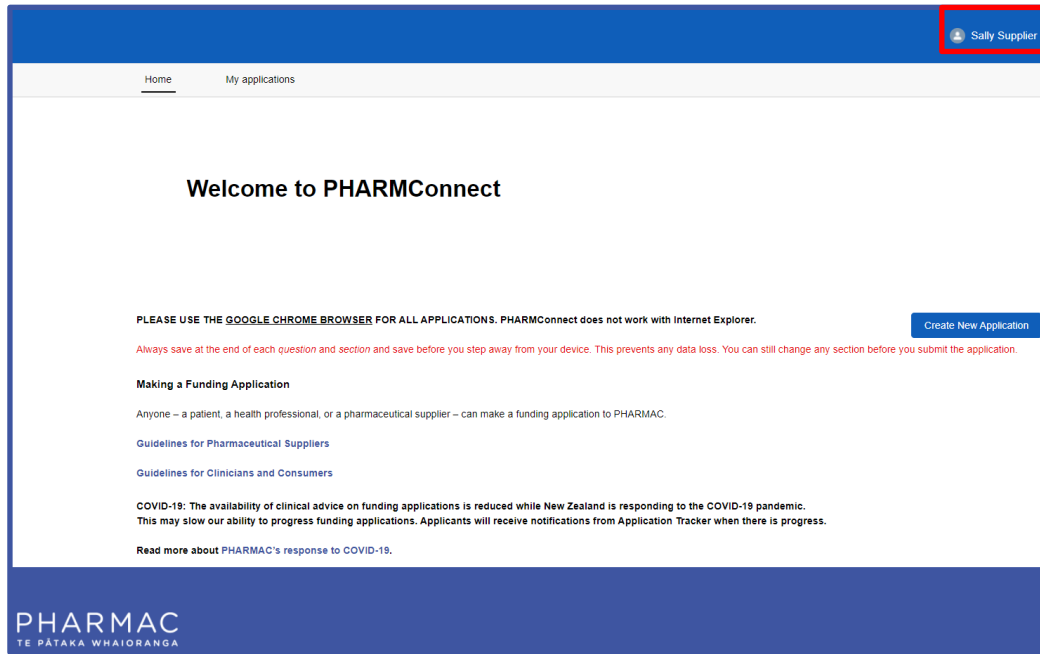 Sally Supplier
Home My applications
Welcome to PHARMConnect
PLEASE USE THE GOOGLE CHROME BROWSER FOR ALL APPLICATIONS. PHARMConnect does not work with Internet Explorer.
Create New Application
Always save at the end of each question and section and save before you step away from your device. This prevents any data loss. You can still change any section before you submit the application.
Making a Funding Application
Anyone – a patient, a health professional, or a pharmaceutical supplier – can make a funding application to PHARMAC.
Guidelines for Pharmaceutical Suppliers
Guidelines for Clinicians and Consumers
COVID-19: The availability of clinical advice on funding applications is reduced while New Zealand is responding to the COVID-19 pandemic.
This may slow our ability to progress funding applications. Applicants will receive notifications from Application Tracker when there is progress.
Read more about PHARMAC's response to COVID-19.
PHARMAC
TE PĀTAKA WHAIORANGA